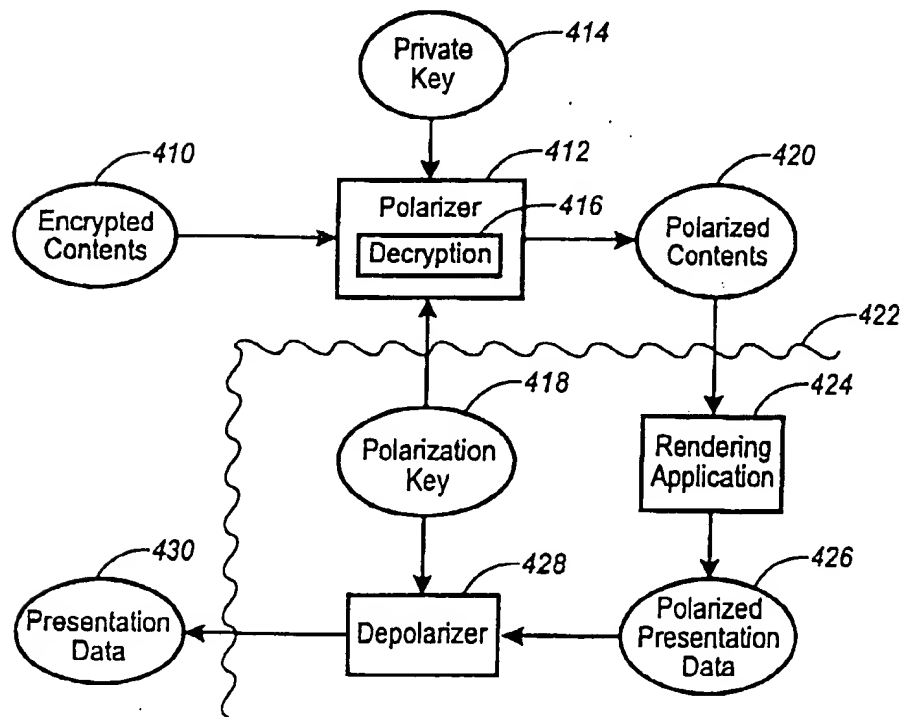 Private
Key
414
410
412
420
Encrypted
Contents
Polarizer
416
Decryption
Polarized
Contents
422
418
424
Polarization
Key
Rendering
Application
430
428
426
Presentation
Data
Depolarizer
Polarized
Presentation
Data